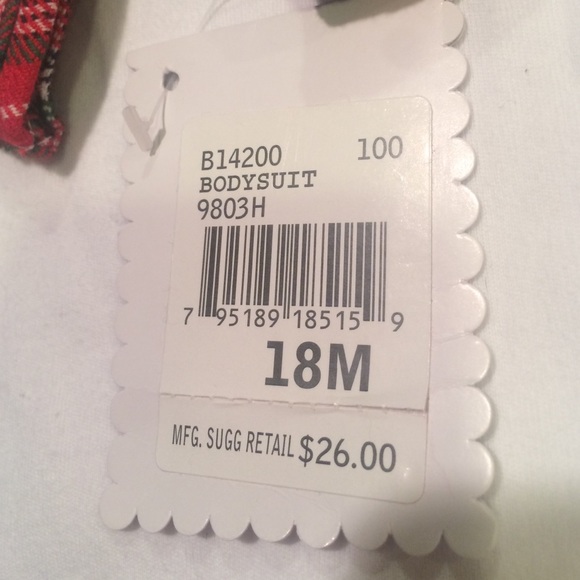 B14200 100
BODYSUIT
9803H
7 95189 18515 9
18M
MFG. SUGG RETAIL $26.00